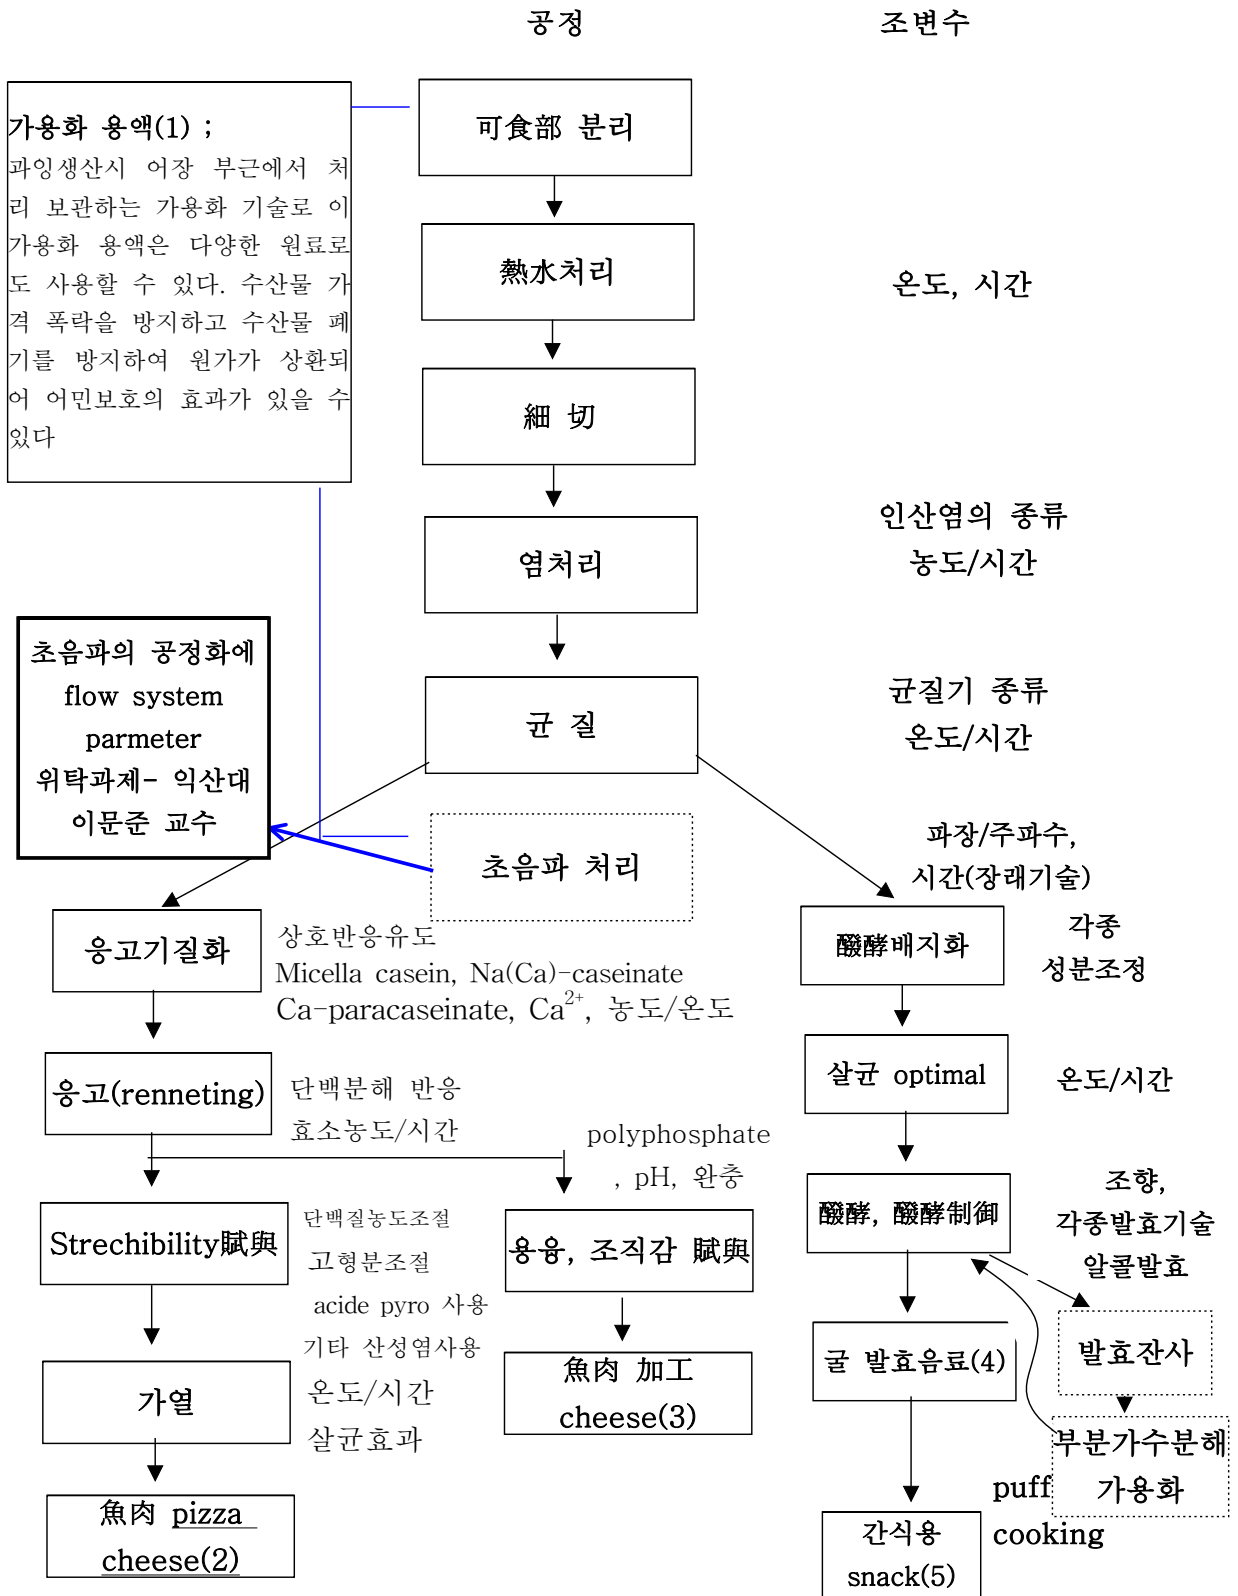 공정
조변수
가용화 용액(1) ;
과잉생산시 어장 부근에서 처
리 보관하는 가용화 기술로 이
가용화 용액은 다양한 원료로
도 사용할 수 있다. 수산물 가
격 폭락을 방지하고 수산물 폐
기를 방지하여 원가가 상환되
어 어민보호의 효과가 있을 수
있다
可食部 분리
熱水처리
온도, 시간
細 切
염처리
인산염의 종류
농도/시간
균 질
균질기 종류
온도/시간
초음파의 공정화에
flow system
parmeter
위탁과제- 익산대
이문준 교수
초음파 처리
파장/주파수,
시간(장래기술)
응고기질화
상호반응유도
Micella casein, Na(Ca)-caseinate
Ca-paracaseinate, Ca²⁺, 농도/온도
醱酵배지화
각종
성분조정
응고(renneting)
단백분해 반응
효소농도/시간
살균 optimal
온도/시간
polyphosphate
, pH, 완충
Strechibility賦與
단백질농도조절
고형분조절
acide pyro 사용
기타 산성염사용
용융, 조직감 賦與
醱酵, 醱酵制御
조향,
각종발효기술
알콜발효
가열
온도/시간
살균효과
魚肉 加工
cheese(3)
굴 발효음료(4)
발효잔사
부분가수분해
가용화
魚肉 pizza
cheese(2)
puff
cooking
간식용
snack(5)